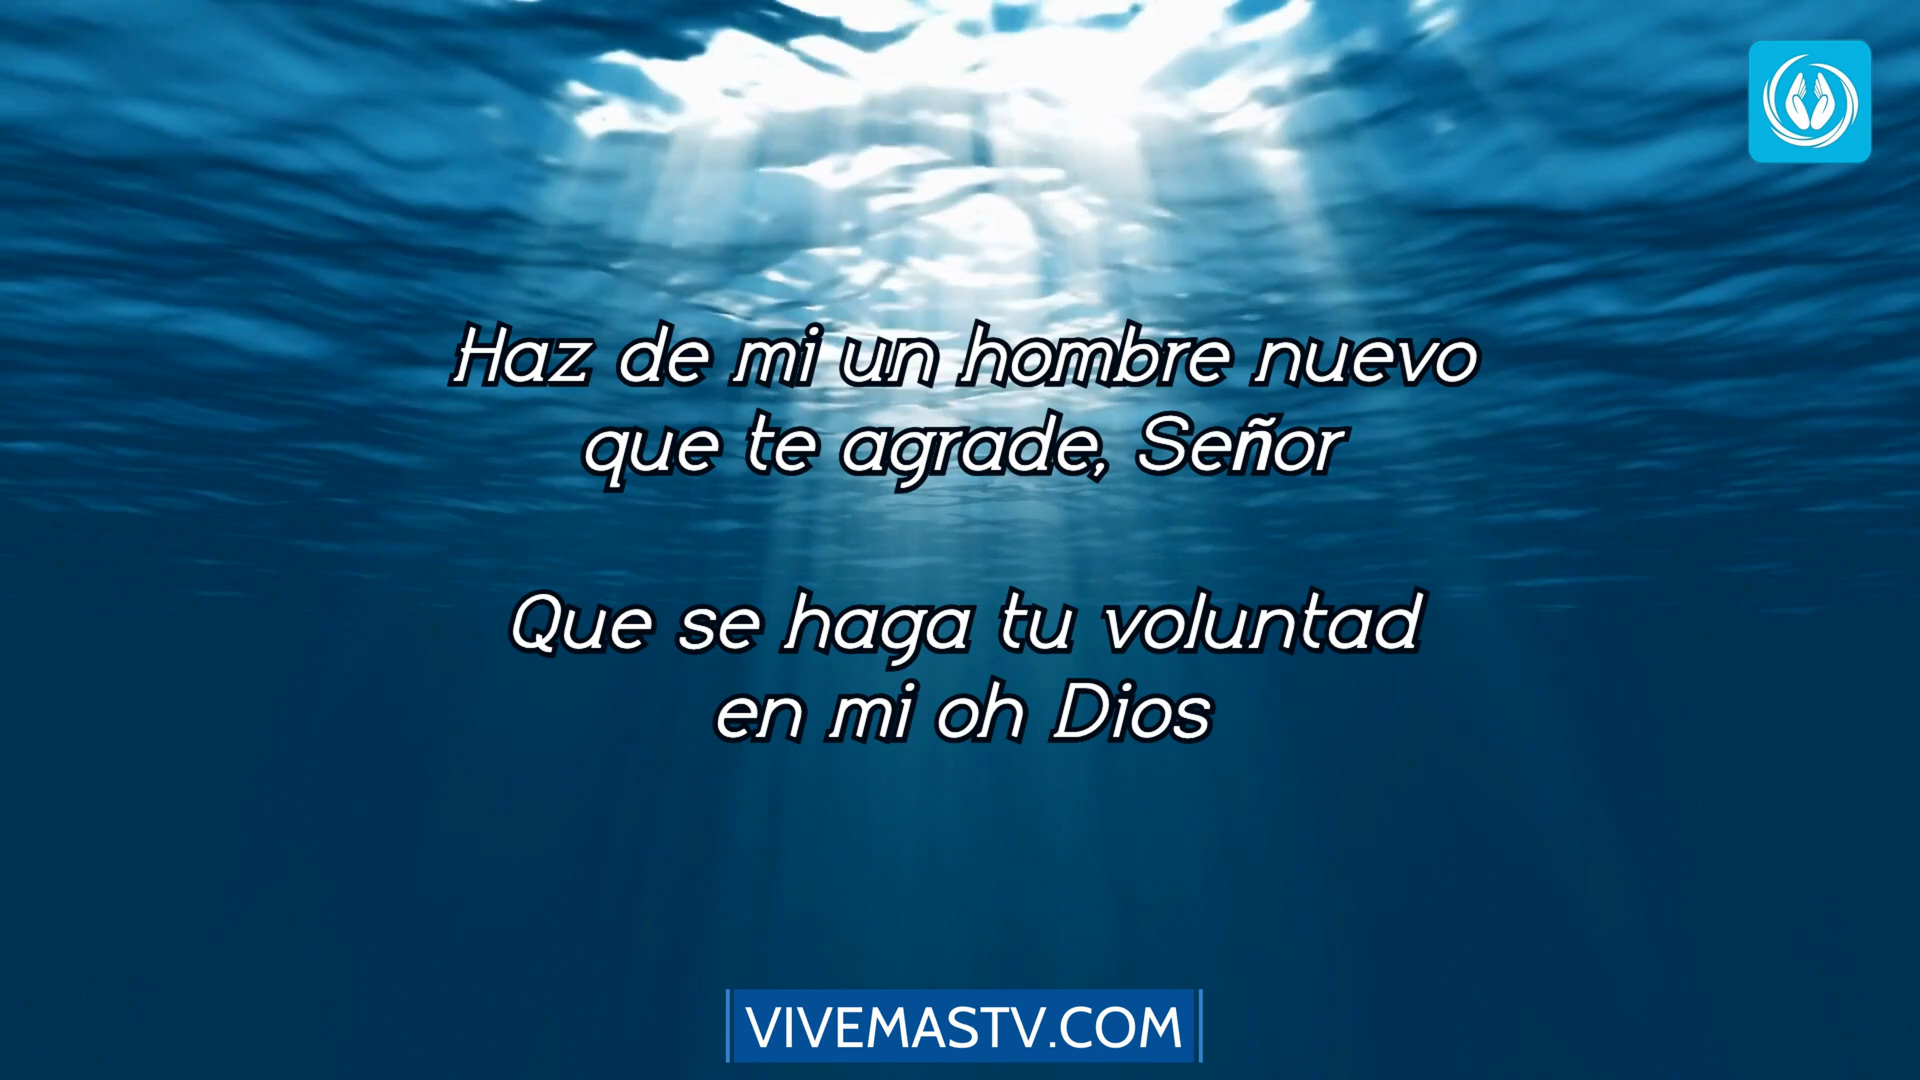 Haz de mi un hombre nuevo
que te agrade, Señor
Que se haga tu voluntad
en mi oh Dios
VIVEMASTV.COM